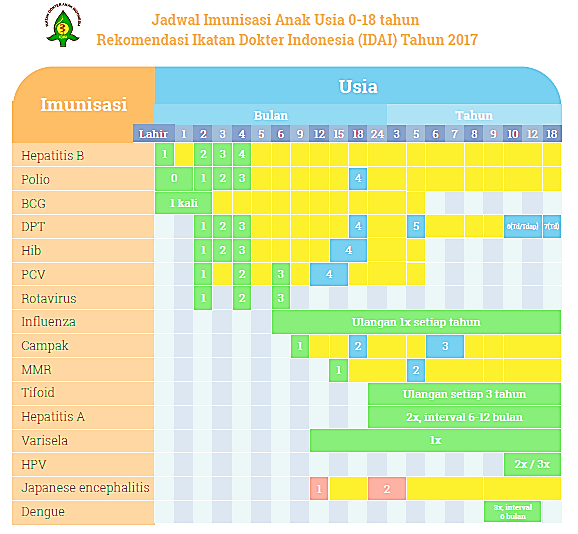 IKATAN DOKTER ANAK INDONESIA
Jadwal Imunisasi Anak Usia 0-18 tahun
Rekomendasi Ikatan Dokter Indonesia (IDAI) Tahun 2017
Imunisasi
Usia
Bulan Tahun
Lahir 1 2 3 4 5 6 9 12 15 18 24 3 5 6 7 8 9 10 12 18
Hepatitis B 1 2 3 4
Polio 0 1 2 3 4
BCG 1 kali
DPT 1 2 3 4 5 6(Td/Tdap) 7(Td)
Hib 1 2 3 4
PCV 1 2 3 4
Rotavirus 1 2 3
Influenza Ulangan 1x setiap tahun
Campak 1 2 3
MMR 1 2
Tifoid Ulangan setiap 3 tahun
Hepatitis A 2x, interval 6-12 bulan
Varisela 1x
HPV 2x / 3x
Japanese encephalitis 1 2
Dengue 3x, interval
6 bulan